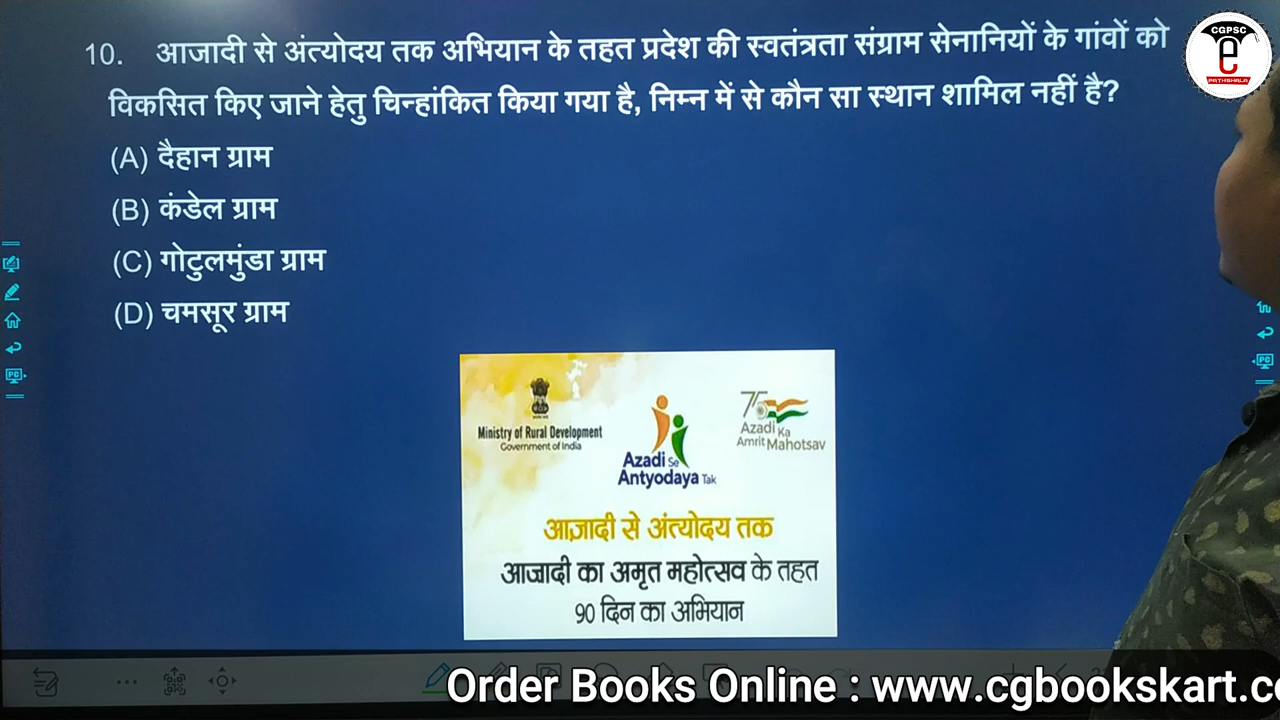 10. आजादी से अंत्योदय तक अभियान के तहत प्रदेश की स्वतंत्रता संग्राम सेनानियों के गांवों को
विकसित किए जाने हेतु चिन्हांकित किया गया है, निम्न में से कौन सा स्थान शामिल नहीं है?
(A) दैहान ग्राम
(B) कंडेल ग्राम
(C) गोटुलमुंडा ग्राम
(D) चमसूर ग्राम
CGPSC
e
PATHSHALA
Ministry of Rural Development
Government of India
Azadi Se
Antyodaya Tak
75
Azadi Ka
Amrit Mahotsav
आज़ादी से अंत्योदय तक
आज़ादी का अमृत महोत्सव के तहत
90 दिन का अभियान
Order Books Online : www.cgbookskart.c